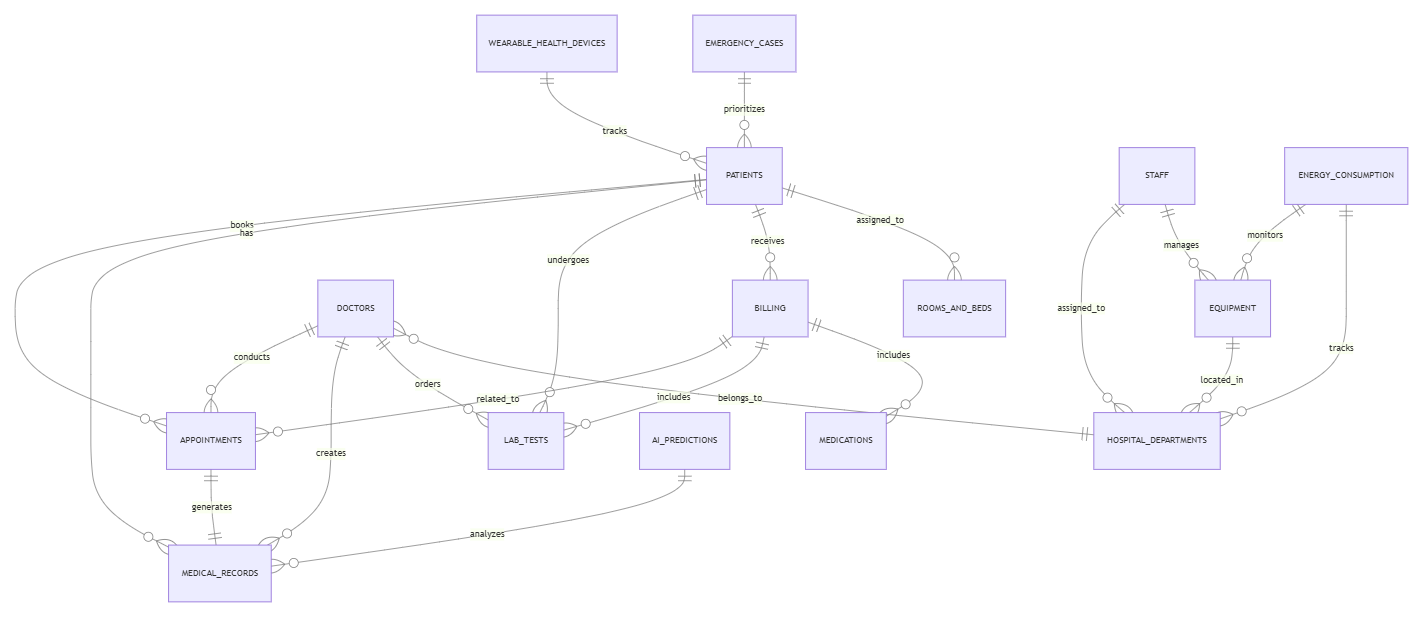 WEARABLE_HEALTH_DEVICES
EMERGENCY_CASES
prioritizes
tracks
PATIENTS
STAFF
ENERGY_CONSUMPTION
books
has
assigned_to
receives
manages
monitors
undergoes
DOCTORS
BILLING
ROOMS_AND_BEDS
EQUIPMENT
assigned_to
conducts
includes
tracks
orders
located_in
related_to
includes
belongs_to
APPOINTMENTS
LAB_TESTS
AI_PREDICTIONS
MEDICATIONS
HOSPITAL_DEPARTMENTS
creates
generates
analyzes
MEDICAL_RECORDS